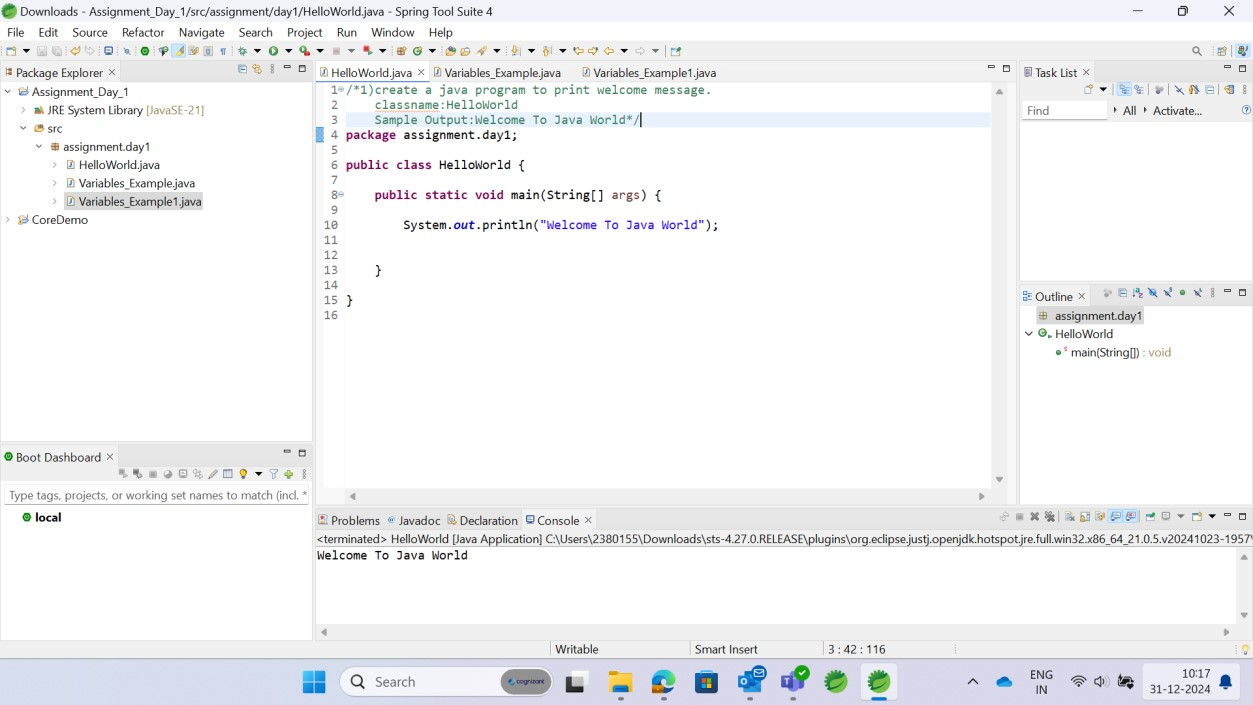 Downloads - Assignment_Day_1/src/assignment/day1/HelloWorld.java - Spring Tool Suite 4
File Edit Source Refactor Navigate Search Project Run Window Help
Package Explorer
Assignment_Day_1
JRE System Library [JavaSE-21]
src
assignment.day1
HelloWorld.java
Variables_Example.java
Variables_Example1.java
CoreDemo
Boot Dashboard
Type tags, projects, or working set names to match (incl. *
local
HelloWorld.java Variables_Example.java Variables_Example1.java
1 /*1)create a java program to print welcome message.
2 classname:HelloWorld
3 Sample Output:Welcome To Java World*/
4 package assignment.day1;
5
6 public class HelloWorld {
7
8 public static void main(String[] args) {
9
10 System.out.println("Welcome To Java World");
11
12
13 }
14
15 }
16
Task List
Find All Activate...
Outline
assignment.day1
HelloWorld
main(String[]) : void
Problems Javadoc Declaration Console
<terminated> HelloWorld [Java Application] C:\Users\2380155\Downloads\sts-4.27.0.RELEASE\plugins\org.eclipse.justj.openjdk.hotspot.jre.full.win32.x86_64_21.0.5.v20241023-1957\
Welcome To Java World
Writable Smart Insert 3 : 42 : 116
Search cognizant
ENG
IN
10:17
31-12-2024